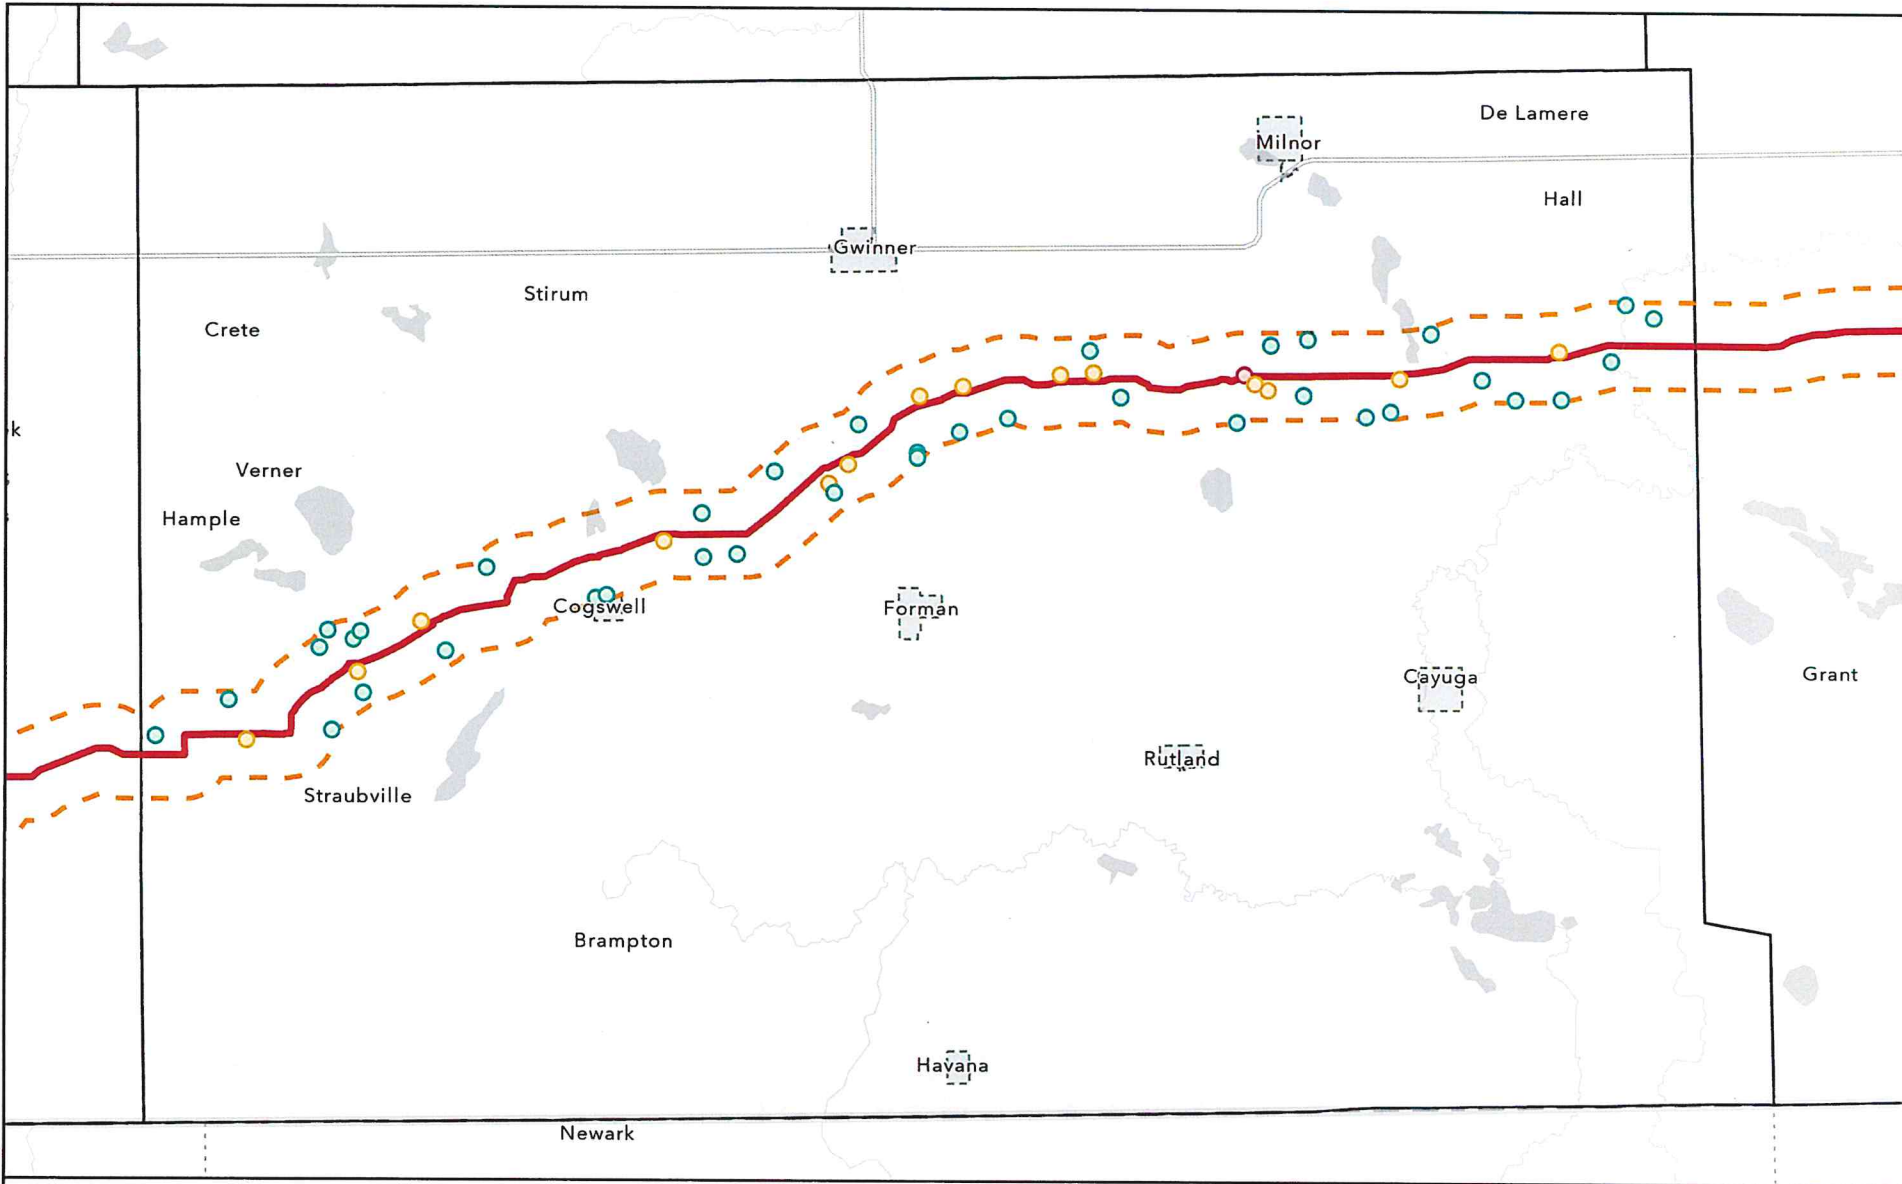 De Lamere
Milnor
Hall
Gwinner
Stirum
Crete
k
Verner
Hample
Cogswell
Forman
Cayuga
Grant
Rutland
Straubville
Brampton
Havana
Newark